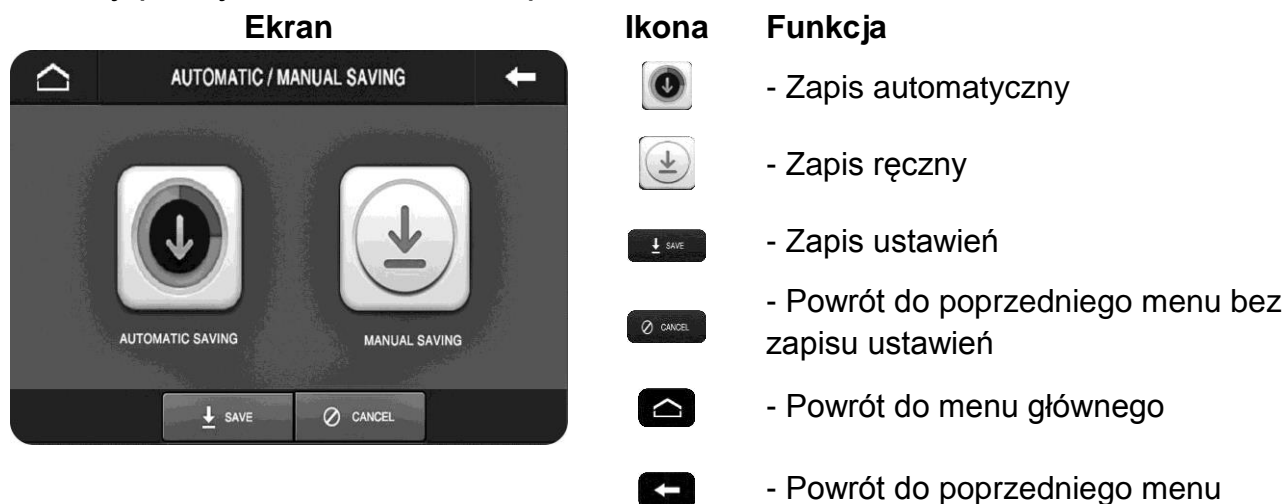 Ekran
Ikona
Funkcja
AUTOMATIC / MANUAL SAVING
AUTOMATIC SAVING
MANUAL SAVING
SAVE
CANCEL
- Zapis automatyczny
- Zapis ręczny
SAVE
- Zapis ustawień
CANCEL
- Powrót do poprzedniego menu bez
zapisu ustawień
- Powrót do menu głównego
- Powrót do poprzedniego menu